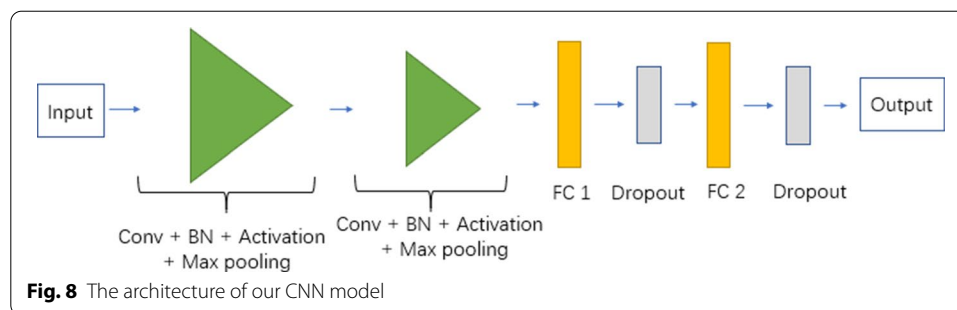 Input
Conv + BN + Activation
+ Max pooling
Conv + BN + Activation
+ Max pooling
FC 1
Dropout
FC 2
Dropout
Output
Fig. 8 The architecture of our CNN model